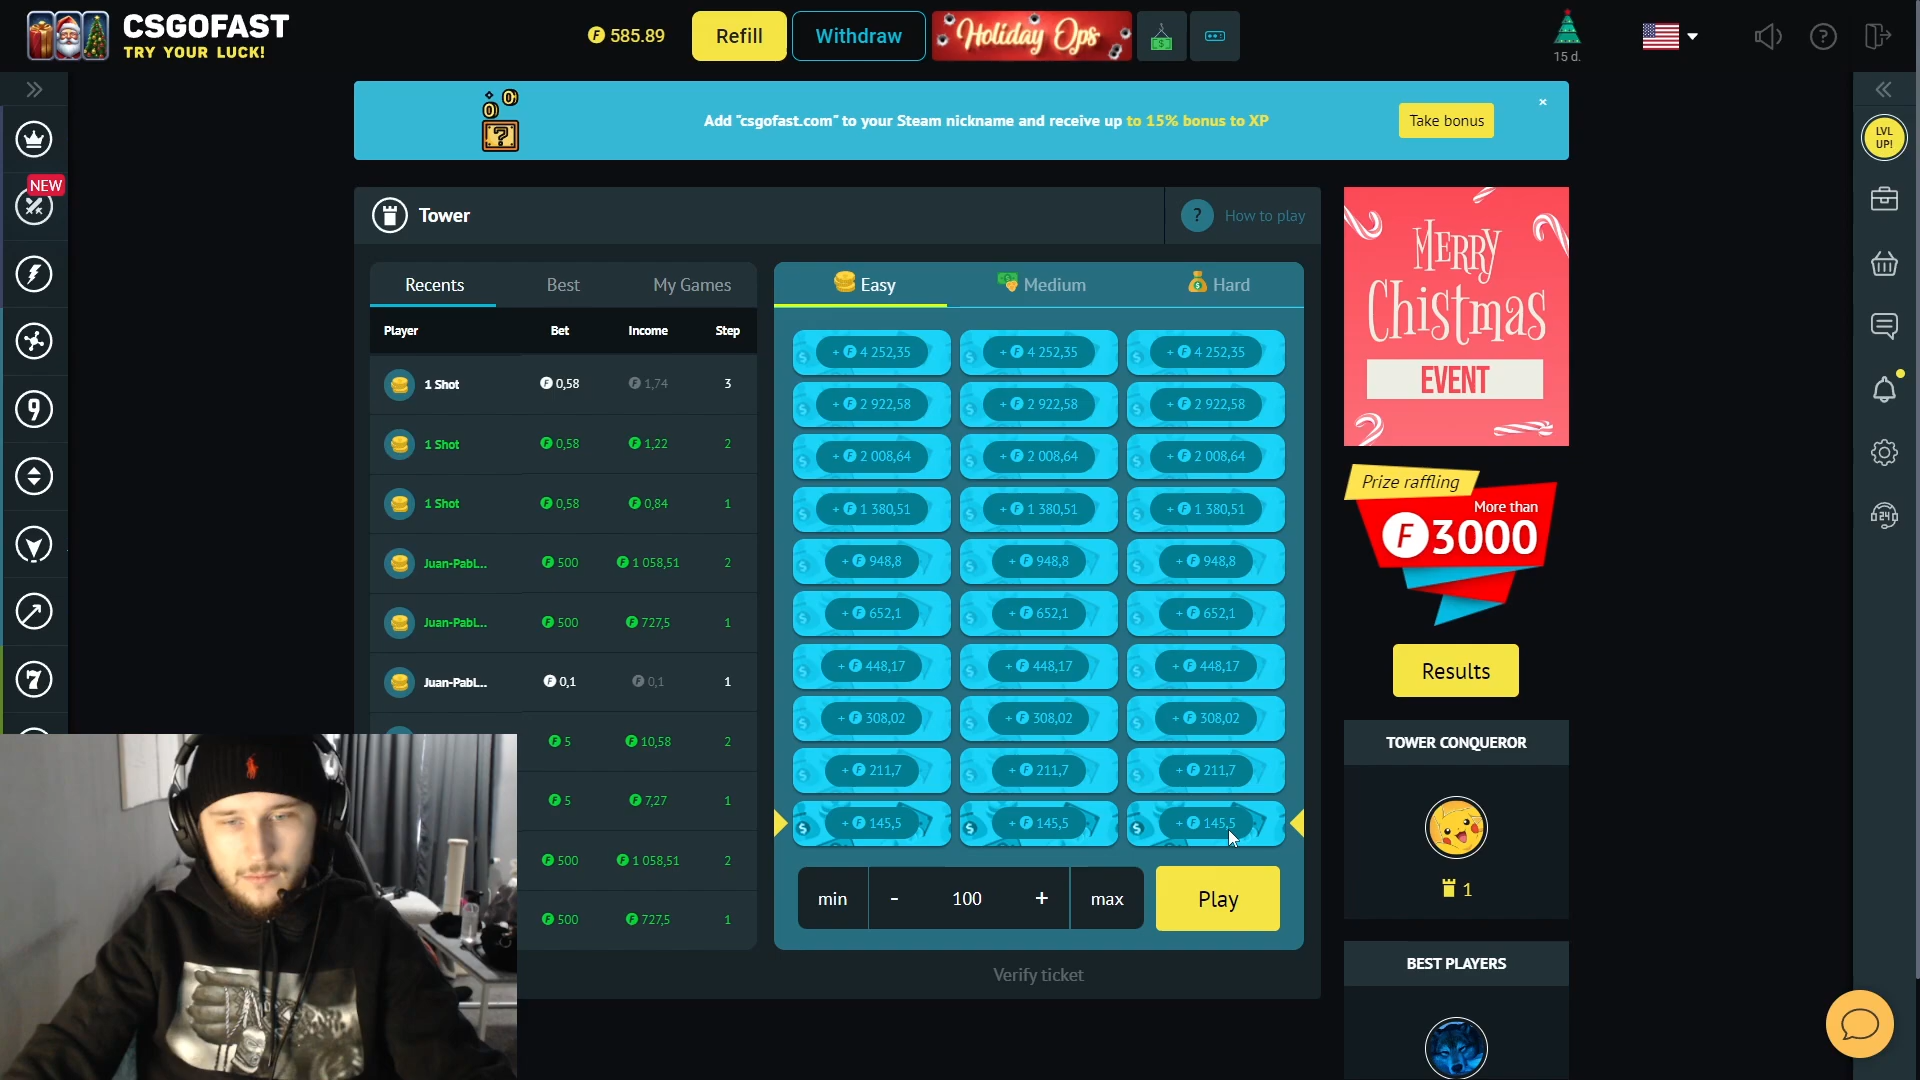 CSGOFAST
TRY YOUR LUCK!
F 585.89
Refill
Withdraw
Holiday Ops
15 d.
Add "csgofast.com" to your Steam nickname and receive up to 15% bonus to XP
Take bonus
×
NEW
LVL UP!
Tower
? How to play
Recents Best My Games
Player Bet Income Step
1 Shot F 0,58 F 1,74 3
1 Shot F 0,58 F 1,22 2
1 Shot F 0,58 F 0,84 1
Juan-Pabl... F 500 F 1 058,51 2
Juan-Pabl... F 500 F 727,5 1
Juan-Pabl... F 0,1 F 0,1 1
F 5 F 10,58 2
F 5 F 7,27 1
F 500 F 1 058,51 2
F 500 F 727,5 1
Easy Medium Hard
+ F 4 252,35 + F 4 252,35 + F 4 252,35
+ F 2 922,58 + F 2 922,58 + F 2 922,58
+ F 2 008,64 + F 2 008,64 + F 2 008,64
+ F 1 380,51 + F 1 380,51 + F 1 380,51
+ F 948,8 + F 948,8 + F 948,8
+ F 652,1 + F 652,1 + F 652,1
+ F 448,17 + F 448,17 + F 448,17
+ F 308,02 + F 308,02 + F 308,02
+ F 211,7 + F 211,7 + F 211,7
+ F 145,5 + F 145,5 + F 145,5
min - 100 + max Play
Verify ticket
MERRY
Chistmas
EVENT
Prize raffling
More than
F 3000
Results
TOWER CONQUEROR
1
BEST PLAYERS
9
7
24